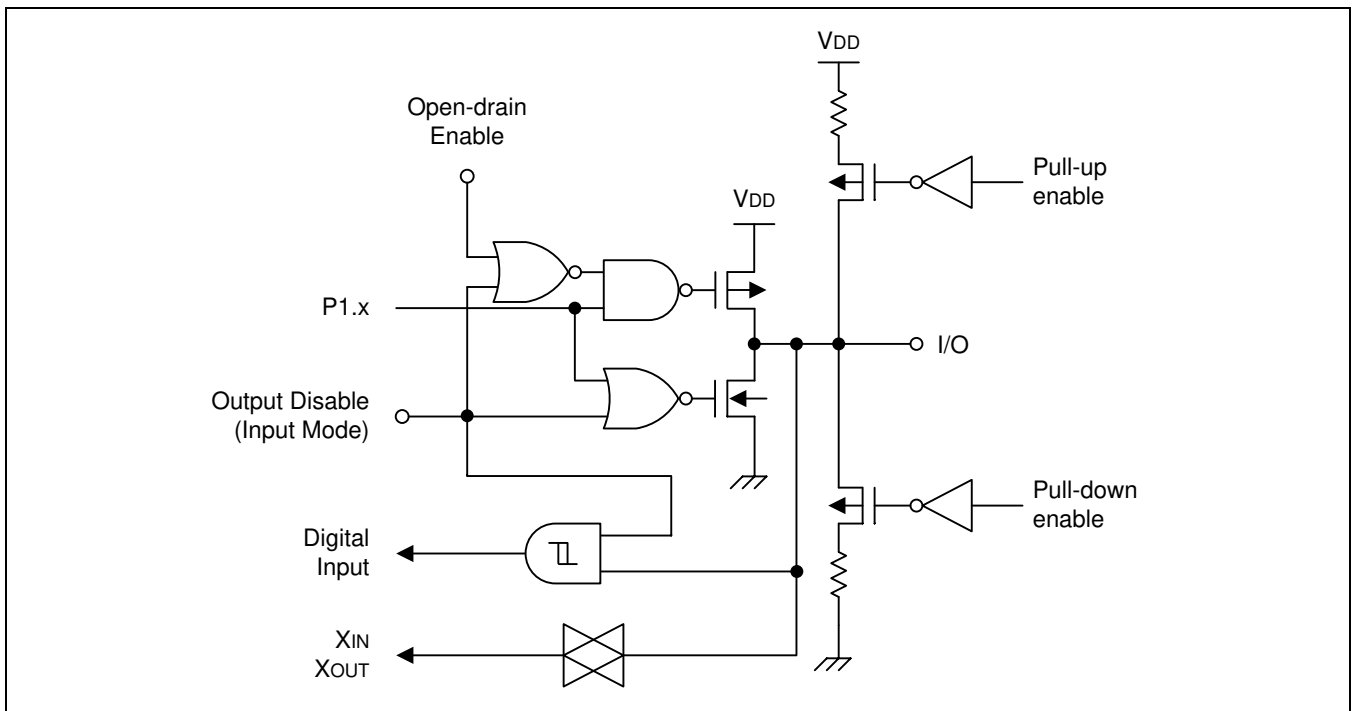 VDD
Open-drain
Enable
Pull-up
enable
VDD
P1.x
I/O
Output Disable
(Input Mode)
Pull-down
enable
Digital
Input
XIN
XOUT